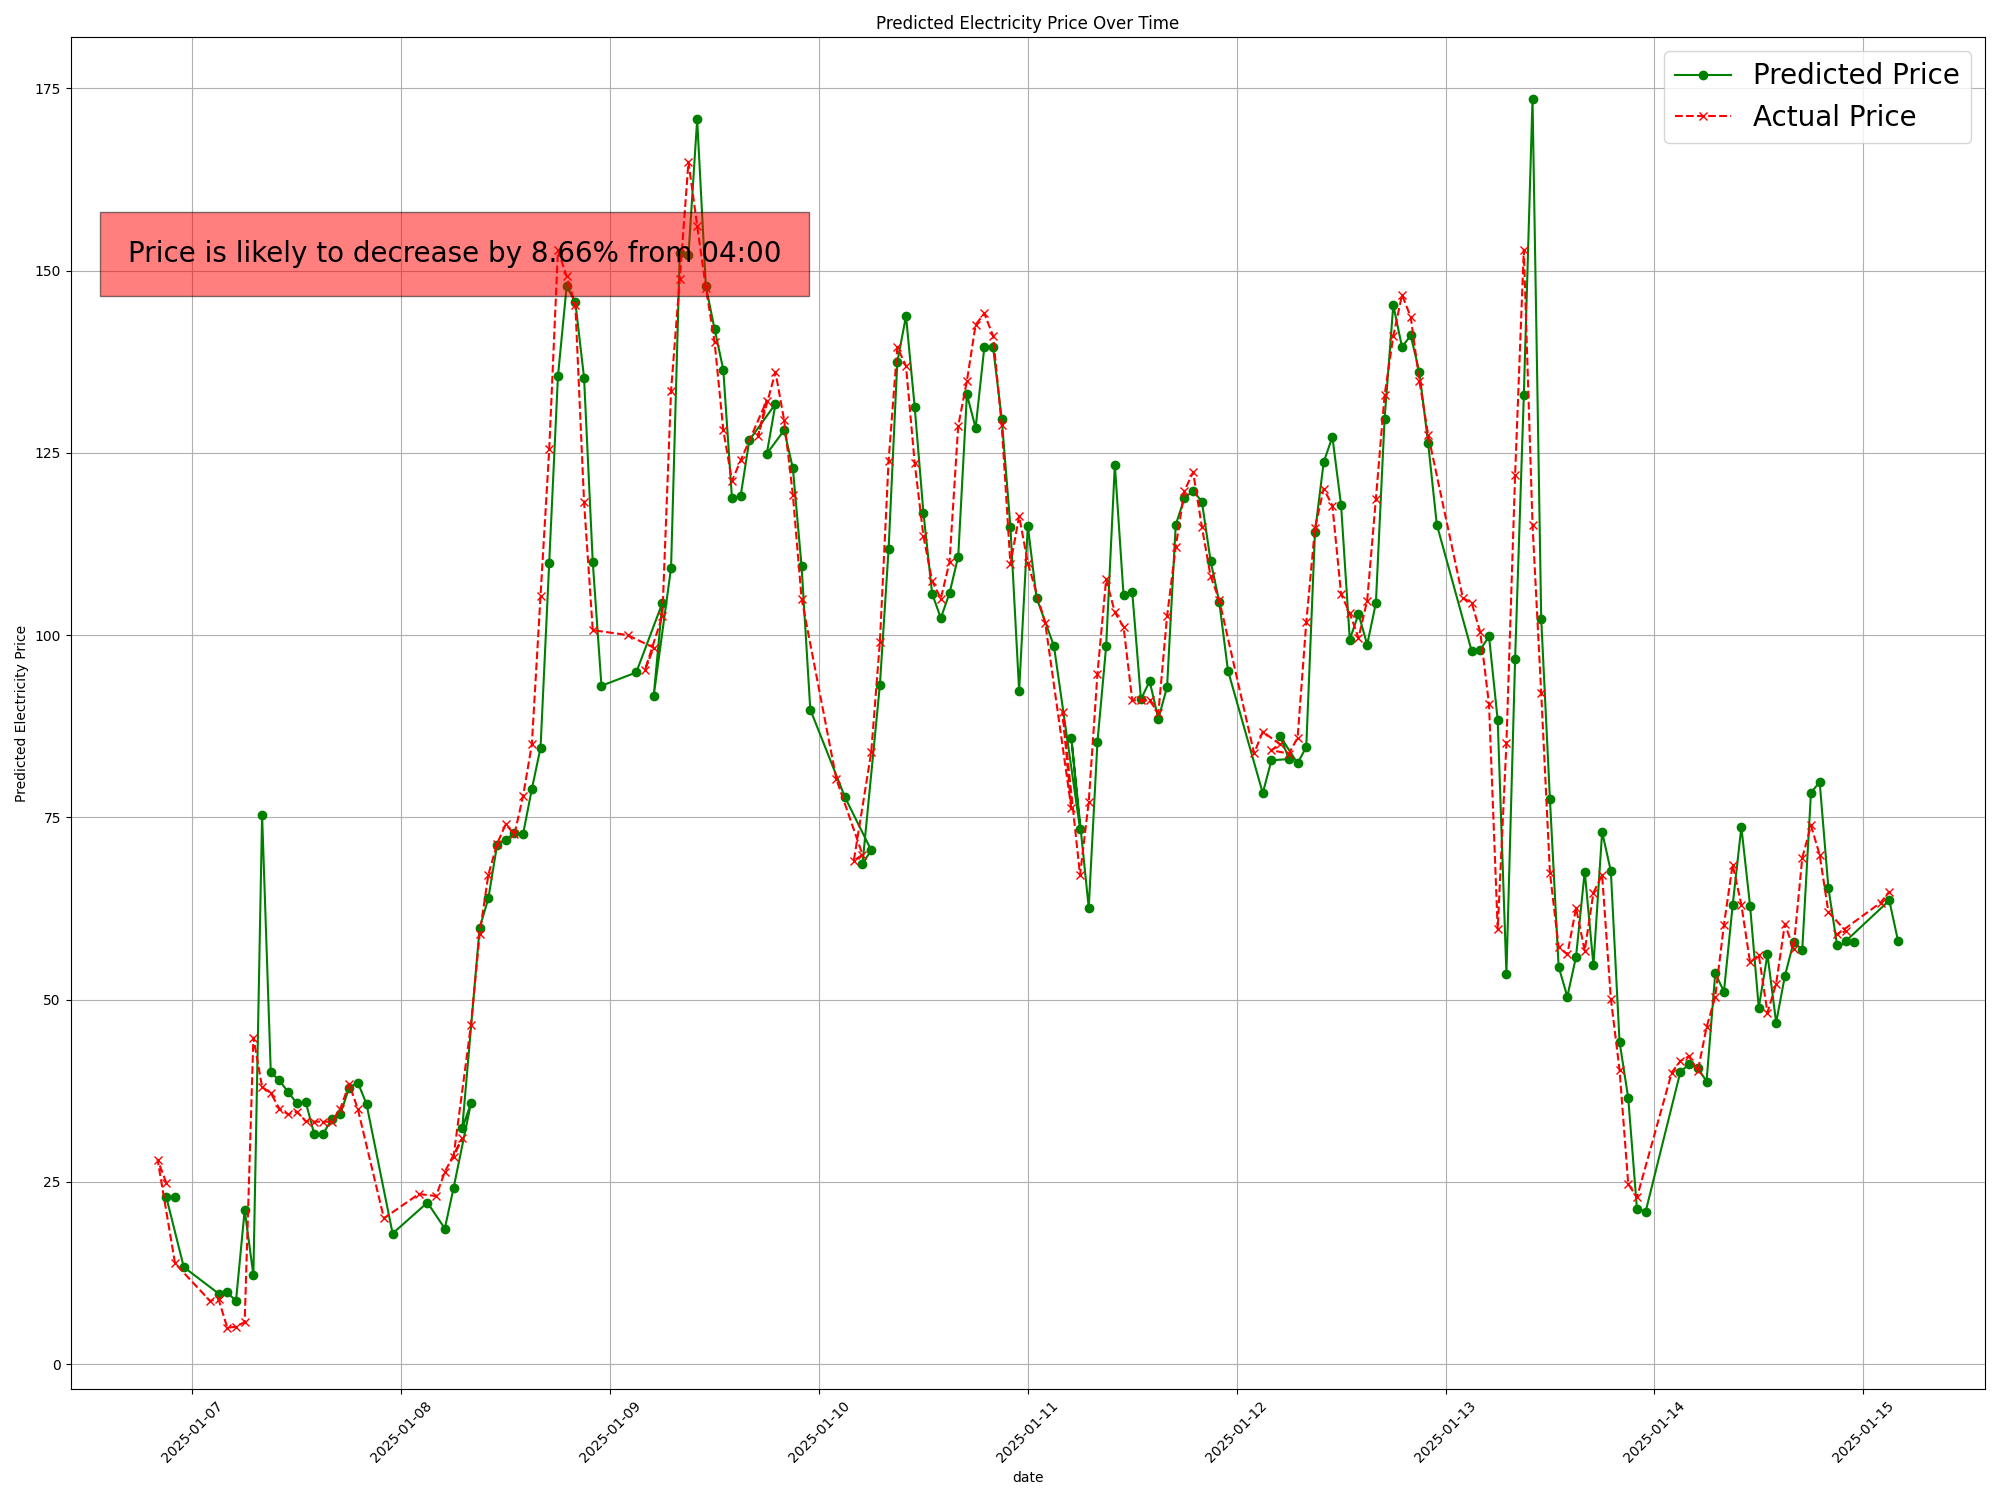 Predicted Electricity Price Over Time
Predicted Price
Actual Price
Price is likely to decrease by 8.66% from 04:00
Predicted Electricity Price
175
150
125
100
75
50
25
0
2025-01-07
2025-01-08
2025-01-09
2025-01-10
2025-01-11
2025-01-12
2025-01-13
2025-01-14
2025-01-15
date